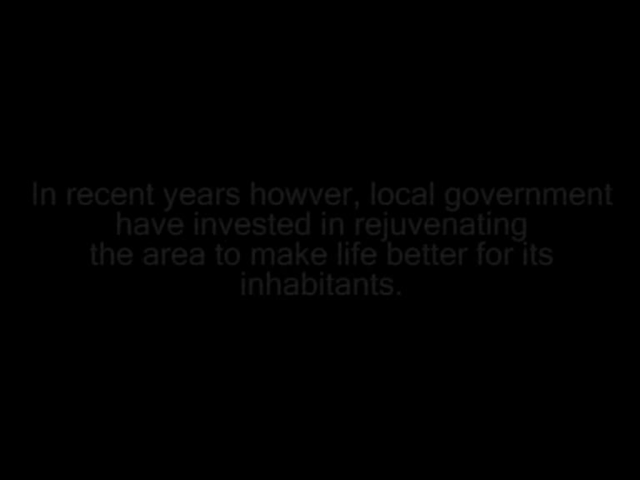 In recent years howver, local government
have invested in rejuvenating
the area to make life better for its
inhabitants.